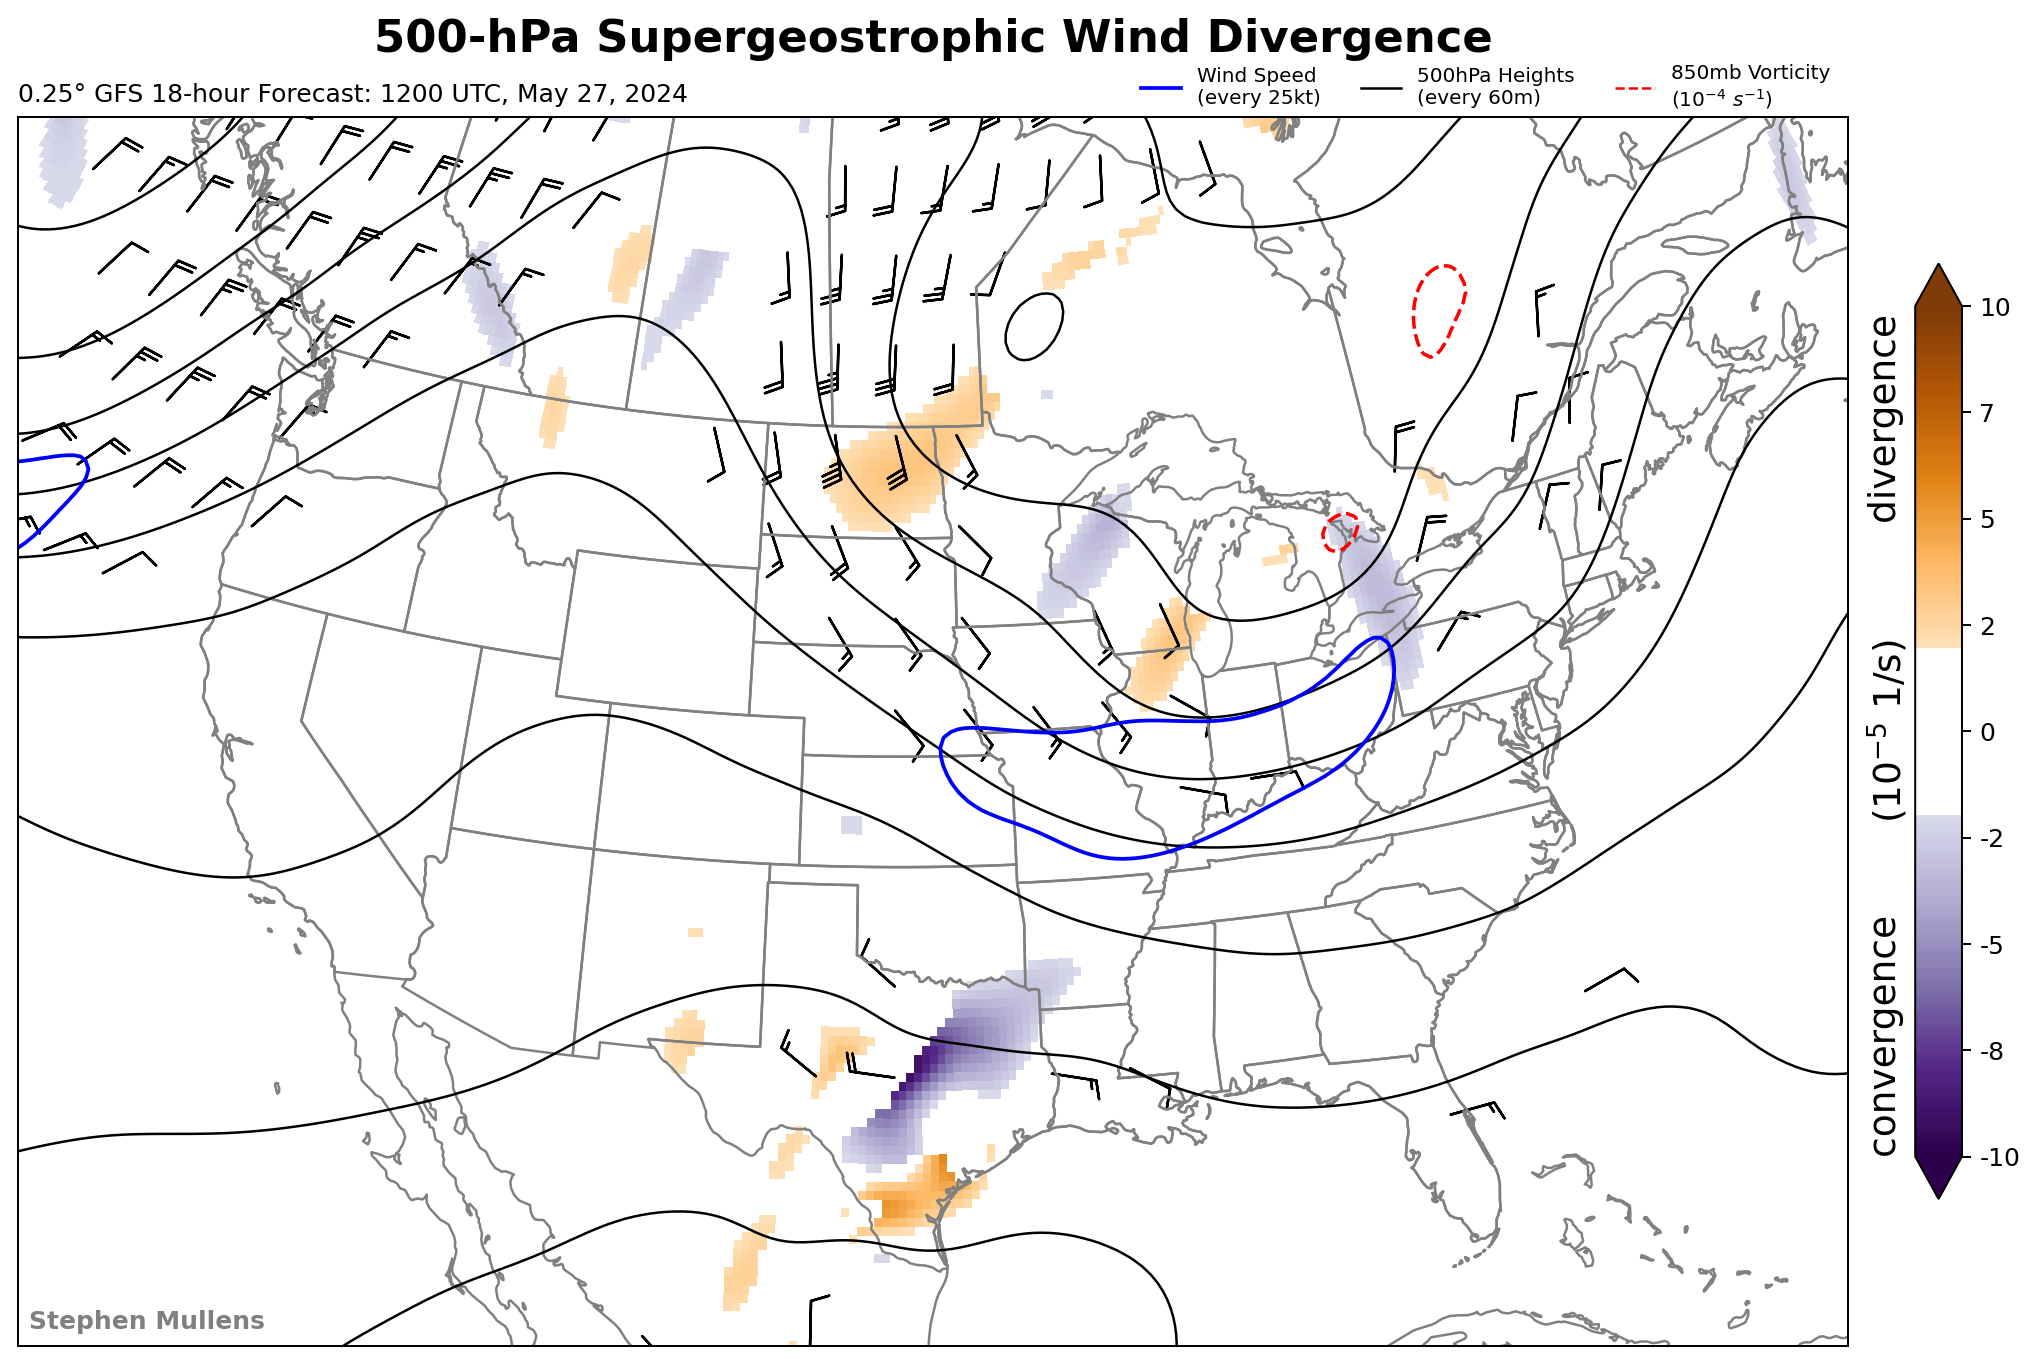 500-hPa Supergeostrophic Wind Divergence
0.25° GFS 18-hour Forecast: 1200 UTC, May 27, 2024
Wind Speed
(every 25kt)
500hPa Heights
(every 60m)
850mb Vorticity
(10⁻⁴ s⁻¹)
10
7
5
2
0
-2
-5
-8
-10
convergence (10⁻⁵ 1/s) divergence
Stephen Mullens